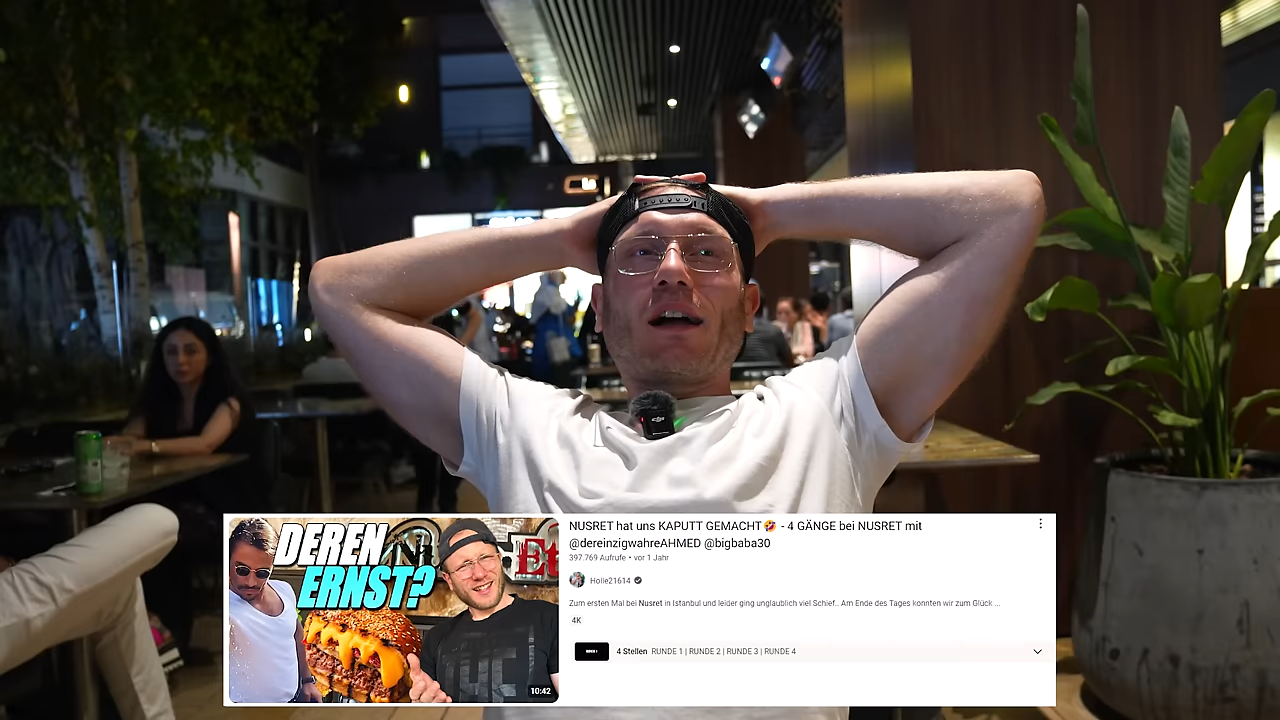 DEREN
ERNST?
Et
10:42
NUSRET hat uns KAPUTT GEMACHT🤣 - 4 GÄNGE bei NUSRET mit
@dereinzigwahreAHMED @bigbaba30
397.769 Aufrufe • vor 1 Jahr
Holle21614
Zum ersten Mal bei Nusret in Istanbul und leider ging unglaublich viel Schief.. Am Ende des Tages konnten wir zum Glück ...
4K
4 Stellen RUNDE 1 | RUNDE 2 | RUNDE 3 | RUNDE 4